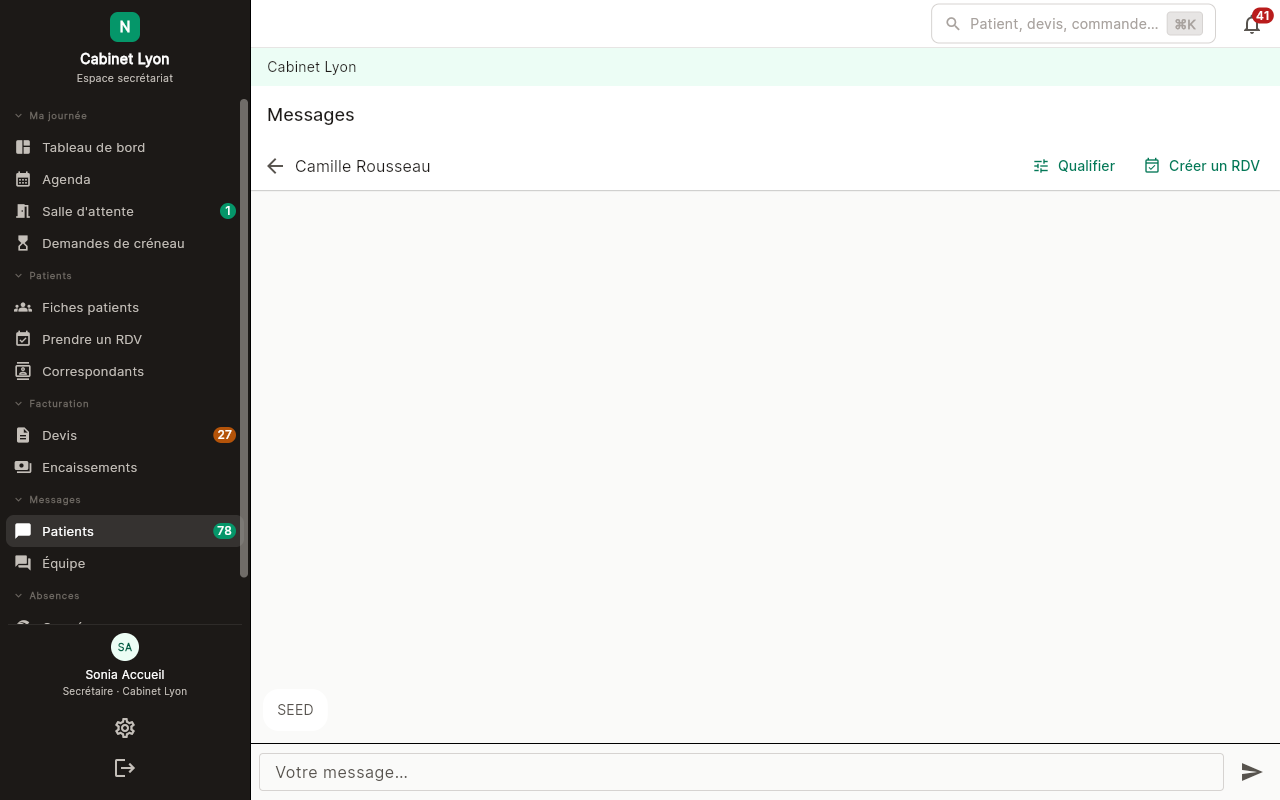 N
Cabinet Lyon
Espace secrétariat
Ma journée
Tableau de bord
Agenda
Salle d'attente 1
Demandes de créneau
Patients
Fiches patients
Prendre un RDV
Correspondants
Facturation
Devis 27
Encaissements
Messages
Patients 78
Équipe
Absences
SA
Sonia Accueil
Secrétaire · Cabinet Lyon
Patient, devis, commande... ⌘K
41
Cabinet Lyon
Messages
Camille Rousseau
Qualifier
Créer un RDV
SEED
Votre message...